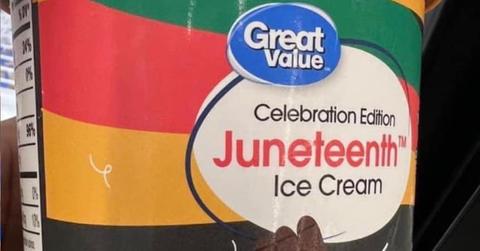 Great
Value
Celebration Edition
Juneteenth™
Ice Cream